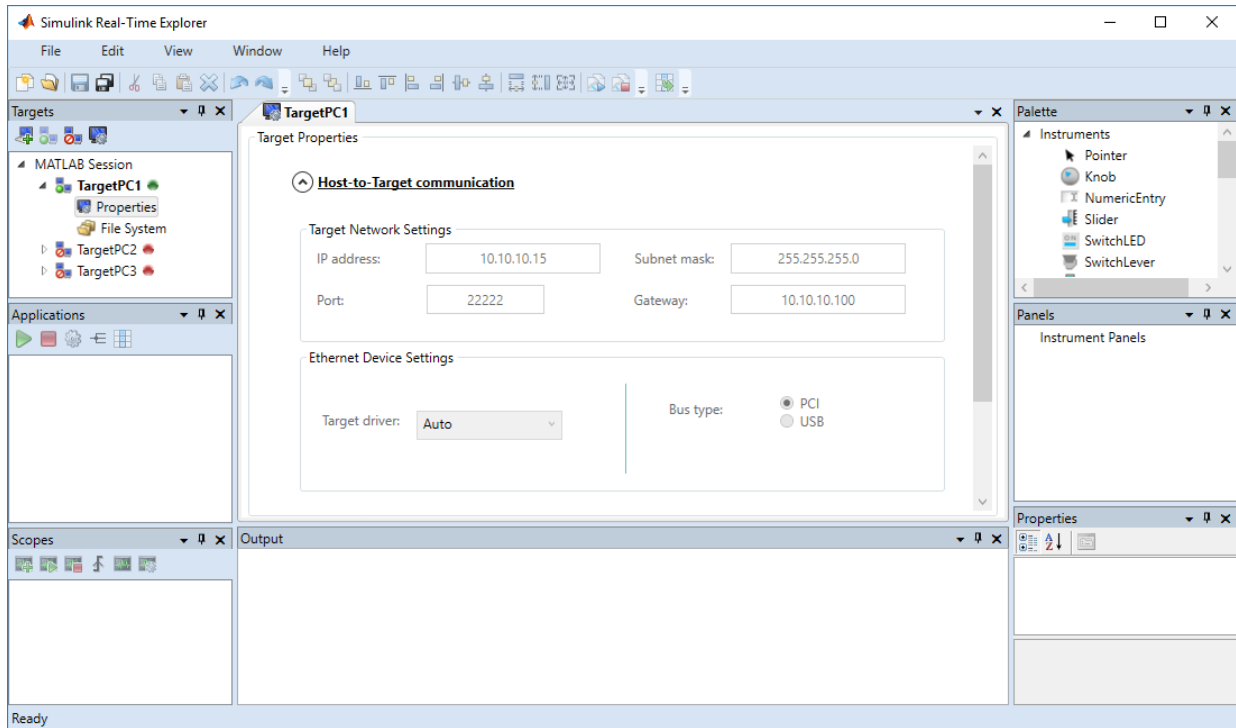 Simulink Real-Time Explorer
File Edit View Window Help
Targets
MATLAB Session
TargetPC1
Properties
File System
TargetPC2
TargetPC3
Applications
Scopes
TargetPC1
Target Properties
Host-to-Target communication
Target Network Settings
IP address: 10.10.10.15 Subnet mask: 255.255.255.0
Port: 22222 Gateway: 10.10.10.100
Ethernet Device Settings
Target driver: Auto Bus type: PCI
USB
Output
Palette
Instruments
Pointer
Knob
NumericEntry
Slider
SwitchLED
SwitchLever
Panels
Instrument Panels
Properties
Ready